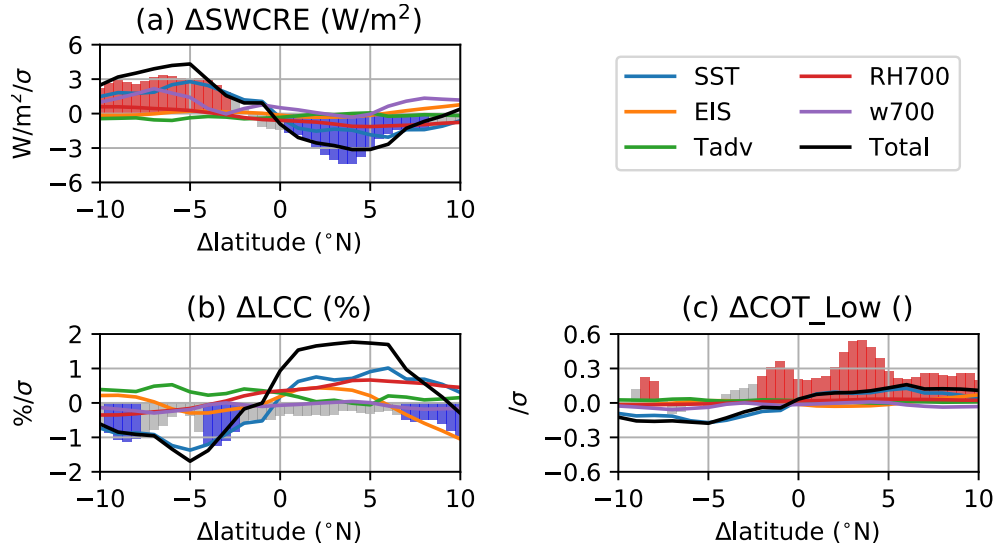 (a) ΔSWCRE (W/m²)
W/m²/σ
6
3
0
−3
−6
−10 −5 0 5 10
Δlatitude (°N)
SST RH700
EIS w700
Tadv Total
(b) ΔLCC (%)
%/σ
2
1
0
−1
−2
−10 −5 0 5 10
Δlatitude (°N)
(c) ΔCOT_Low ()
/σ
0.6
0.3
0.0
−0.3
−0.6
−10 −5 0 5 10
Δlatitude (°N)